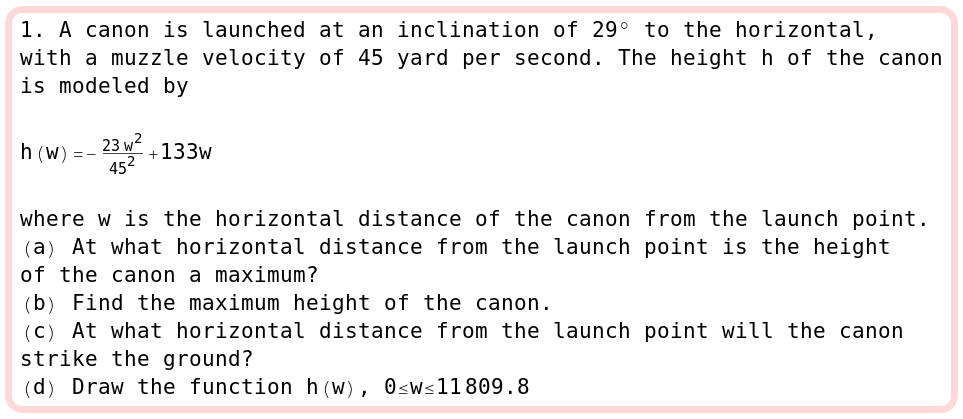 1. A canon is launched at an inclination of 29° to the horizontal,
with a muzzle velocity of 45 yard per second. The height h of the canon
is modeled by
h(w)=-\frac{23 w^2}{45^2}+133w
where w is the horizontal distance of the canon from the launch point.
(a) At what horizontal distance from the launch point is the height
of the canon a maximum?
(b) Find the maximum height of the canon.
(c) At what horizontal distance from the launch point will the canon
strike the ground?
(d) Draw the function h(w), 0≤w≤11809.8